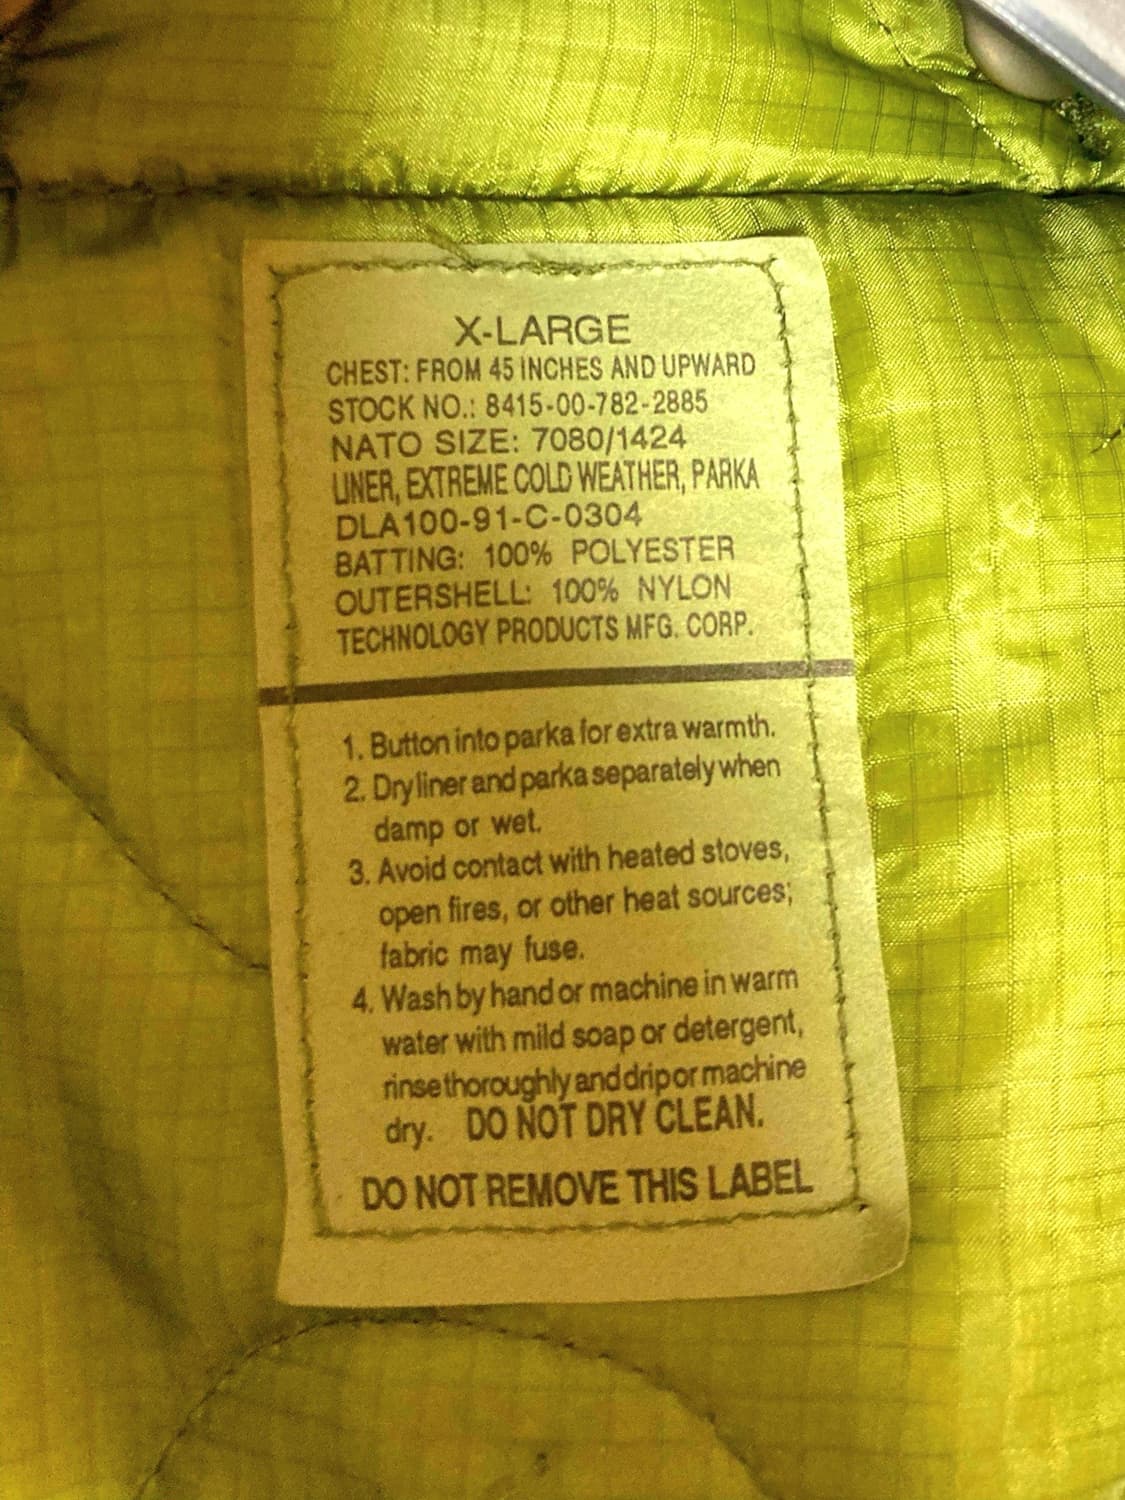 X-LARGE
CHEST: FROM 45 INCHES AND UPWARD
STOCK NO.: 8415-00-782-2885
NATO SIZE: 7080/1424
LINER, EXTREME COLD WEATHER, PARKA
DLA100-91-C-0304
BATTING: 100% POLYESTER
OUTERSHELL: 100% NYLON
TECHNOLOGY PRODUCTS MFG. CORP.
1. Button into parka for extra warmth.
2. Dry liner and parka separately when
damp or wet.
3. Avoid contact with heated stoves,
open fires, or other heat sources;
fabric may fuse.
4. Wash by hand or machine in warm
water with mild soap or detergent,
rinse thoroughly and drip or machine
dry. DO NOT DRY CLEAN.
DO NOT REMOVE THIS LABEL